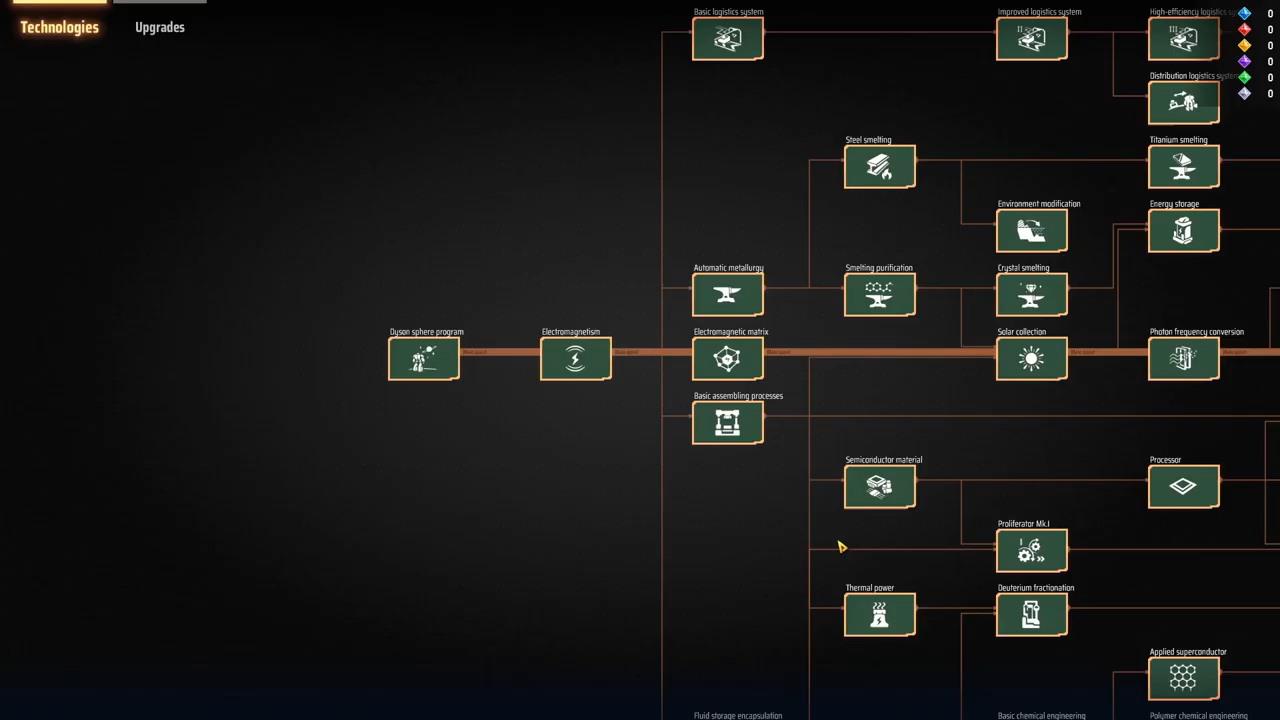 Technologies
Upgrades
Basic logistics system
Improved logistics system
High-efficiency logistics
0
0
0
0
0
0
Distribution logistics system
Steel smelting
Titanium smelting
Environment modification
Energy storage
Automatic metallurgy
Smelting purification
Crystal smelting
Dyson sphere program
Electromagnetism
Electromagnetic matrix
Solar collection
Photon frequency conversion
Basic assembling processes
Semiconductor material
Processor
Proliferator Mk.I
Thermal power
Deuterium fractionation
Applied superconductor
Fluid storage encapsulation
Basic chemical engineering
Polymer chemical engineering